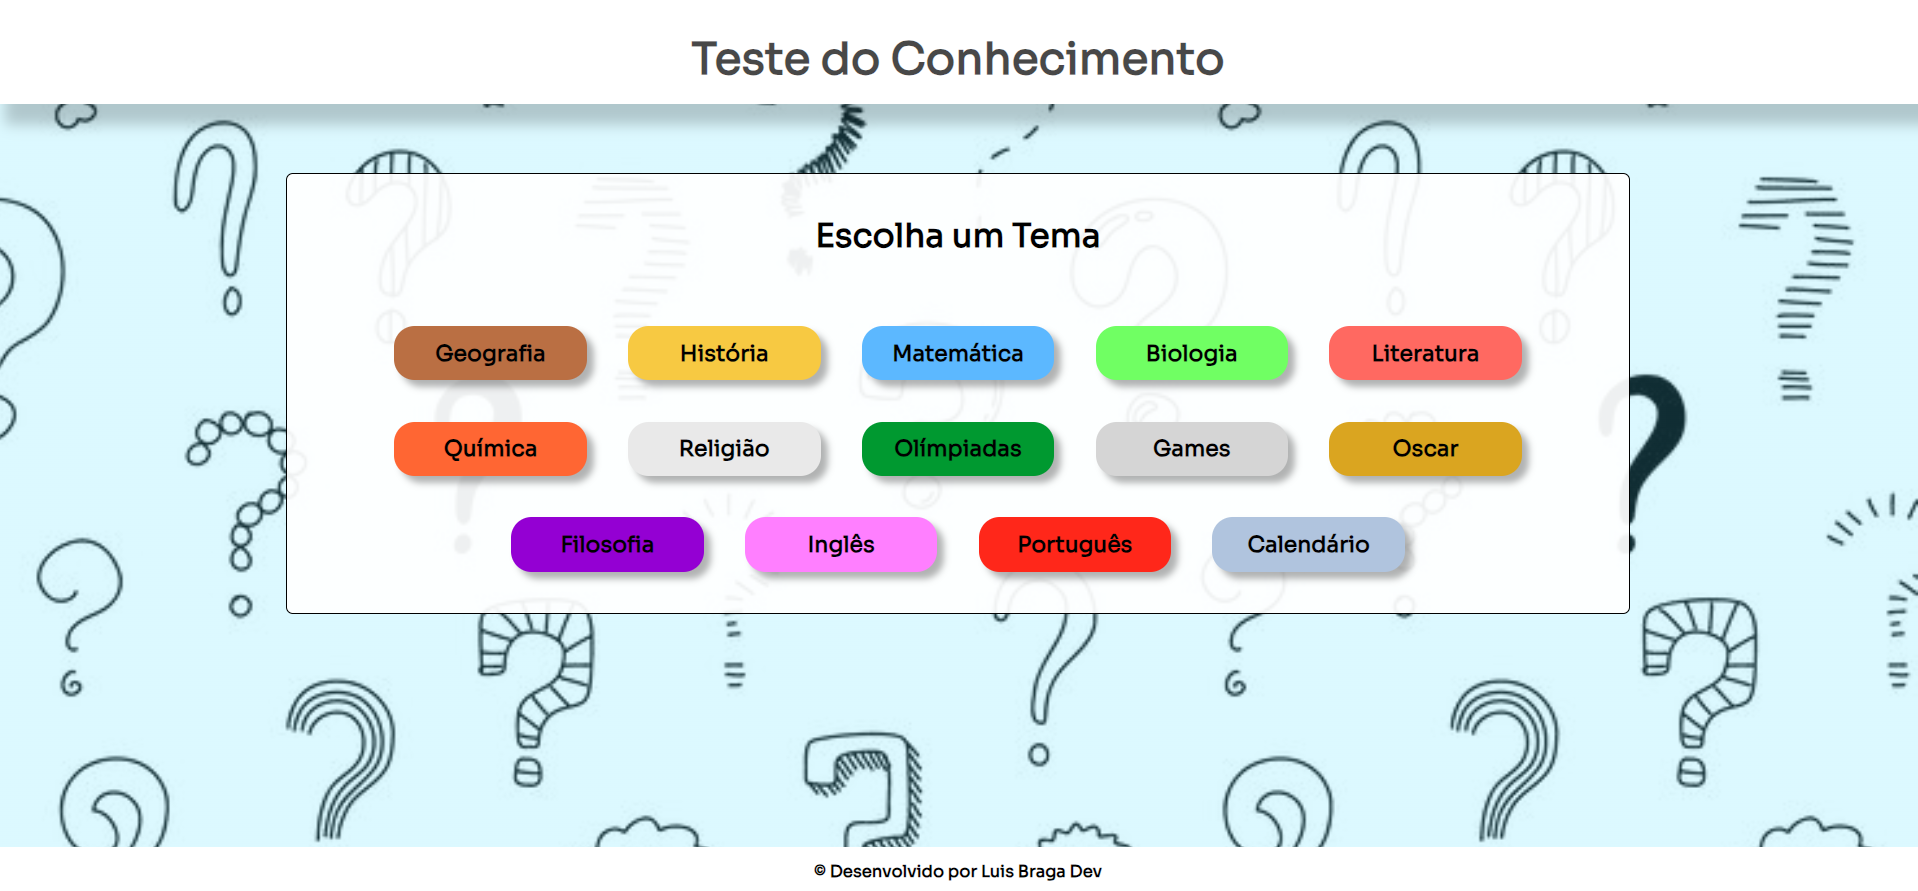 Teste do Conhecimento
Escolha um Tema
Geografia História Matemática Biologia Literatura
Química Religião Olímpiadas Games Oscar
Filosofia Inglês Português Calendário
© Desenvolvido por Luis Braga Dev